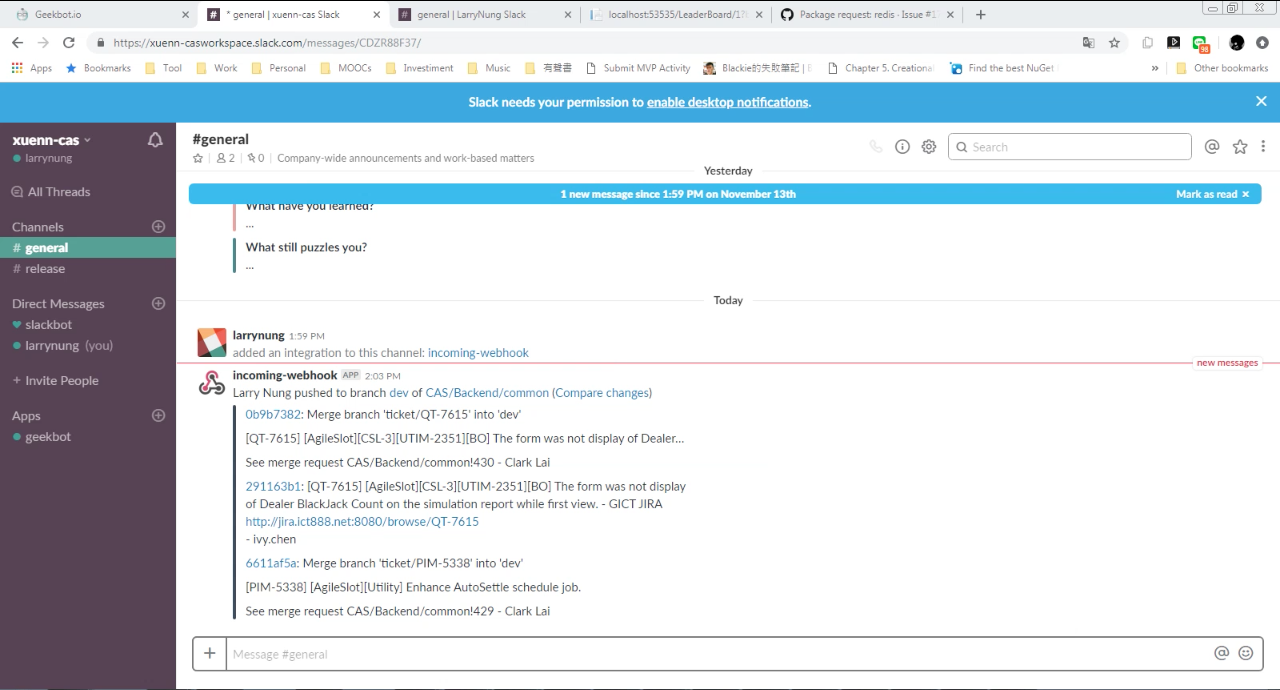 Geekbot.io
* general | xuenn-cas Slack
general | LarryNung Slack
localhost:53535/LeaderBoard/
Package request: redis - Issue #1
https://xuenn-casworkspace.slack.com/messages/CDZR88F37/
98
Apps
Bookmarks
Tool
Work
Personal
MOOCs
Investiment
Music
有聲書
Submit MVP Activity
Blackie的失敗筆記 |
Chapter 5. Creationa
Find the best NuGet
»
Other bookmarks
Slack needs your permission to enable desktop notifications.
xuenn-cas
larrynung
All Threads
Channels
# general
# release
Direct Messages
slackbot
larrynung (you)
+ Invite People
Apps
geekbot
#general
2 | 0 | Company-wide announcements and work-based matters
Search
Yesterday
1 new message since 1:59 PM on November 13th
Mark as read ×
What have you learned?
...
What still puzzles you?
...
Today
larrynung 1:59 PM
added an integration to this channel: incoming-webhook
new messages
incoming-webhook APP 2:03 PM
Larry Nung pushed to branch dev of CAS/Backend/common (Compare changes)
0b9b7382: Merge branch 'ticket/QT-7615' into 'dev'
[QT-7615] [AgileSlot][CSL-3][UTIM-2351][BO] The form was not display of Dealer...
See merge request CAS/Backend/common!430 - Clark Lai
291163b1: [QT-7615] [AgileSlot][CSL-3][UTIM-2351][BO] The form was not display
of Dealer BlackJack Count on the simulation report while first view. - GICT JIRA
http://jira.ict888.net:8080/browse/QT-7615
- ivy.chen
6611af5a: Merge branch 'ticket/PIM-5338' into 'dev'
[PIM-5338] [AgileSlot][Utility] Enhance AutoSettle schedule job.
See merge request CAS/Backend/common!429 - Clark Lai
+ Message #general